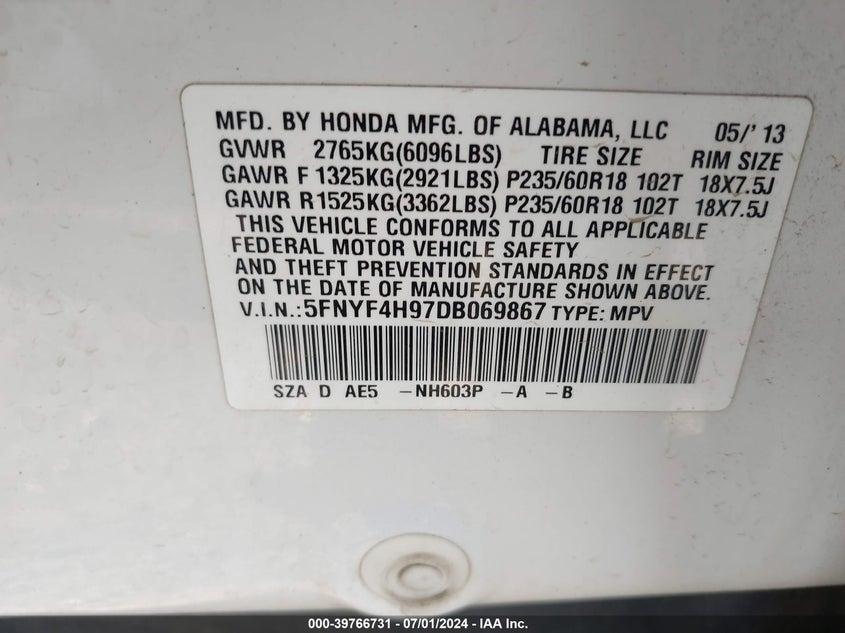 MFD. BY HONDA MFG. OF ALABAMA, LLC 05/'13
GVWR 2765KG(6096LBS) TIRE SIZE RIM SIZE
GAWR F 1325KG(2921LBS) P235/60R18 102T 18X7.5J
GAWR R1525KG(3362LBS) P235/60R18 102T 18X7.5J
THIS VEHICLE CONFORMS TO ALL APPLICABLE
FEDERAL MOTOR VEHICLE SAFETY
AND THEFT PREVENTION STANDARDS IN EFFECT
ON THE DATE OF MANUFACTURE SHOWN ABOVE.
V.I.N.:5FNYF4H97DB069867 TYPE: MPV
SZA D AE5 -NH603P -A -B
000-39766731 - 07/01/2024 - IAA Inc.